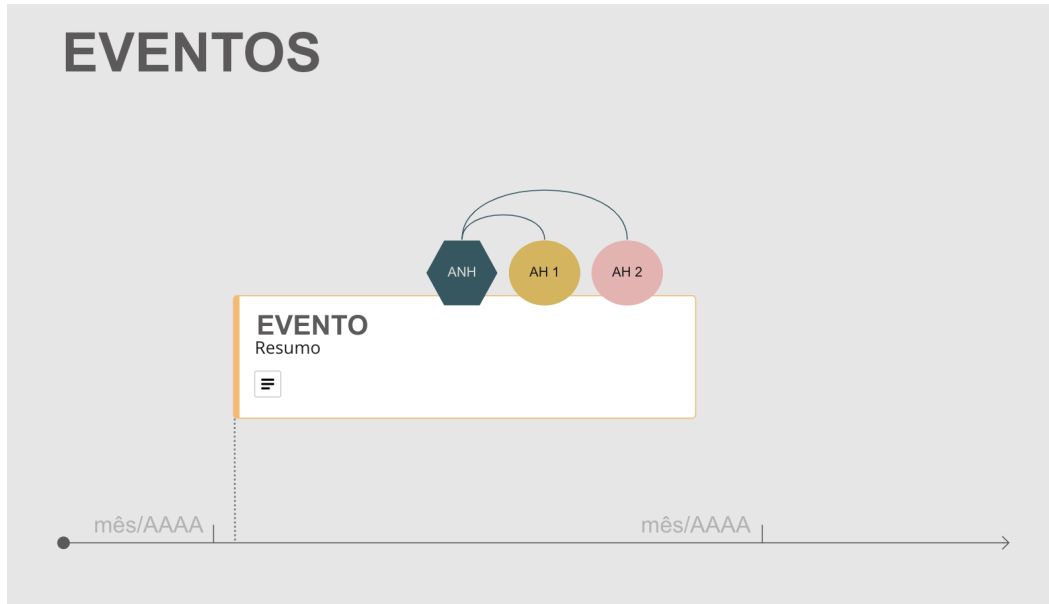 EVENTOS
ANH
AH 1
AH 2
EVENTO
Resumo
mês/AAAA
mês/AAAA